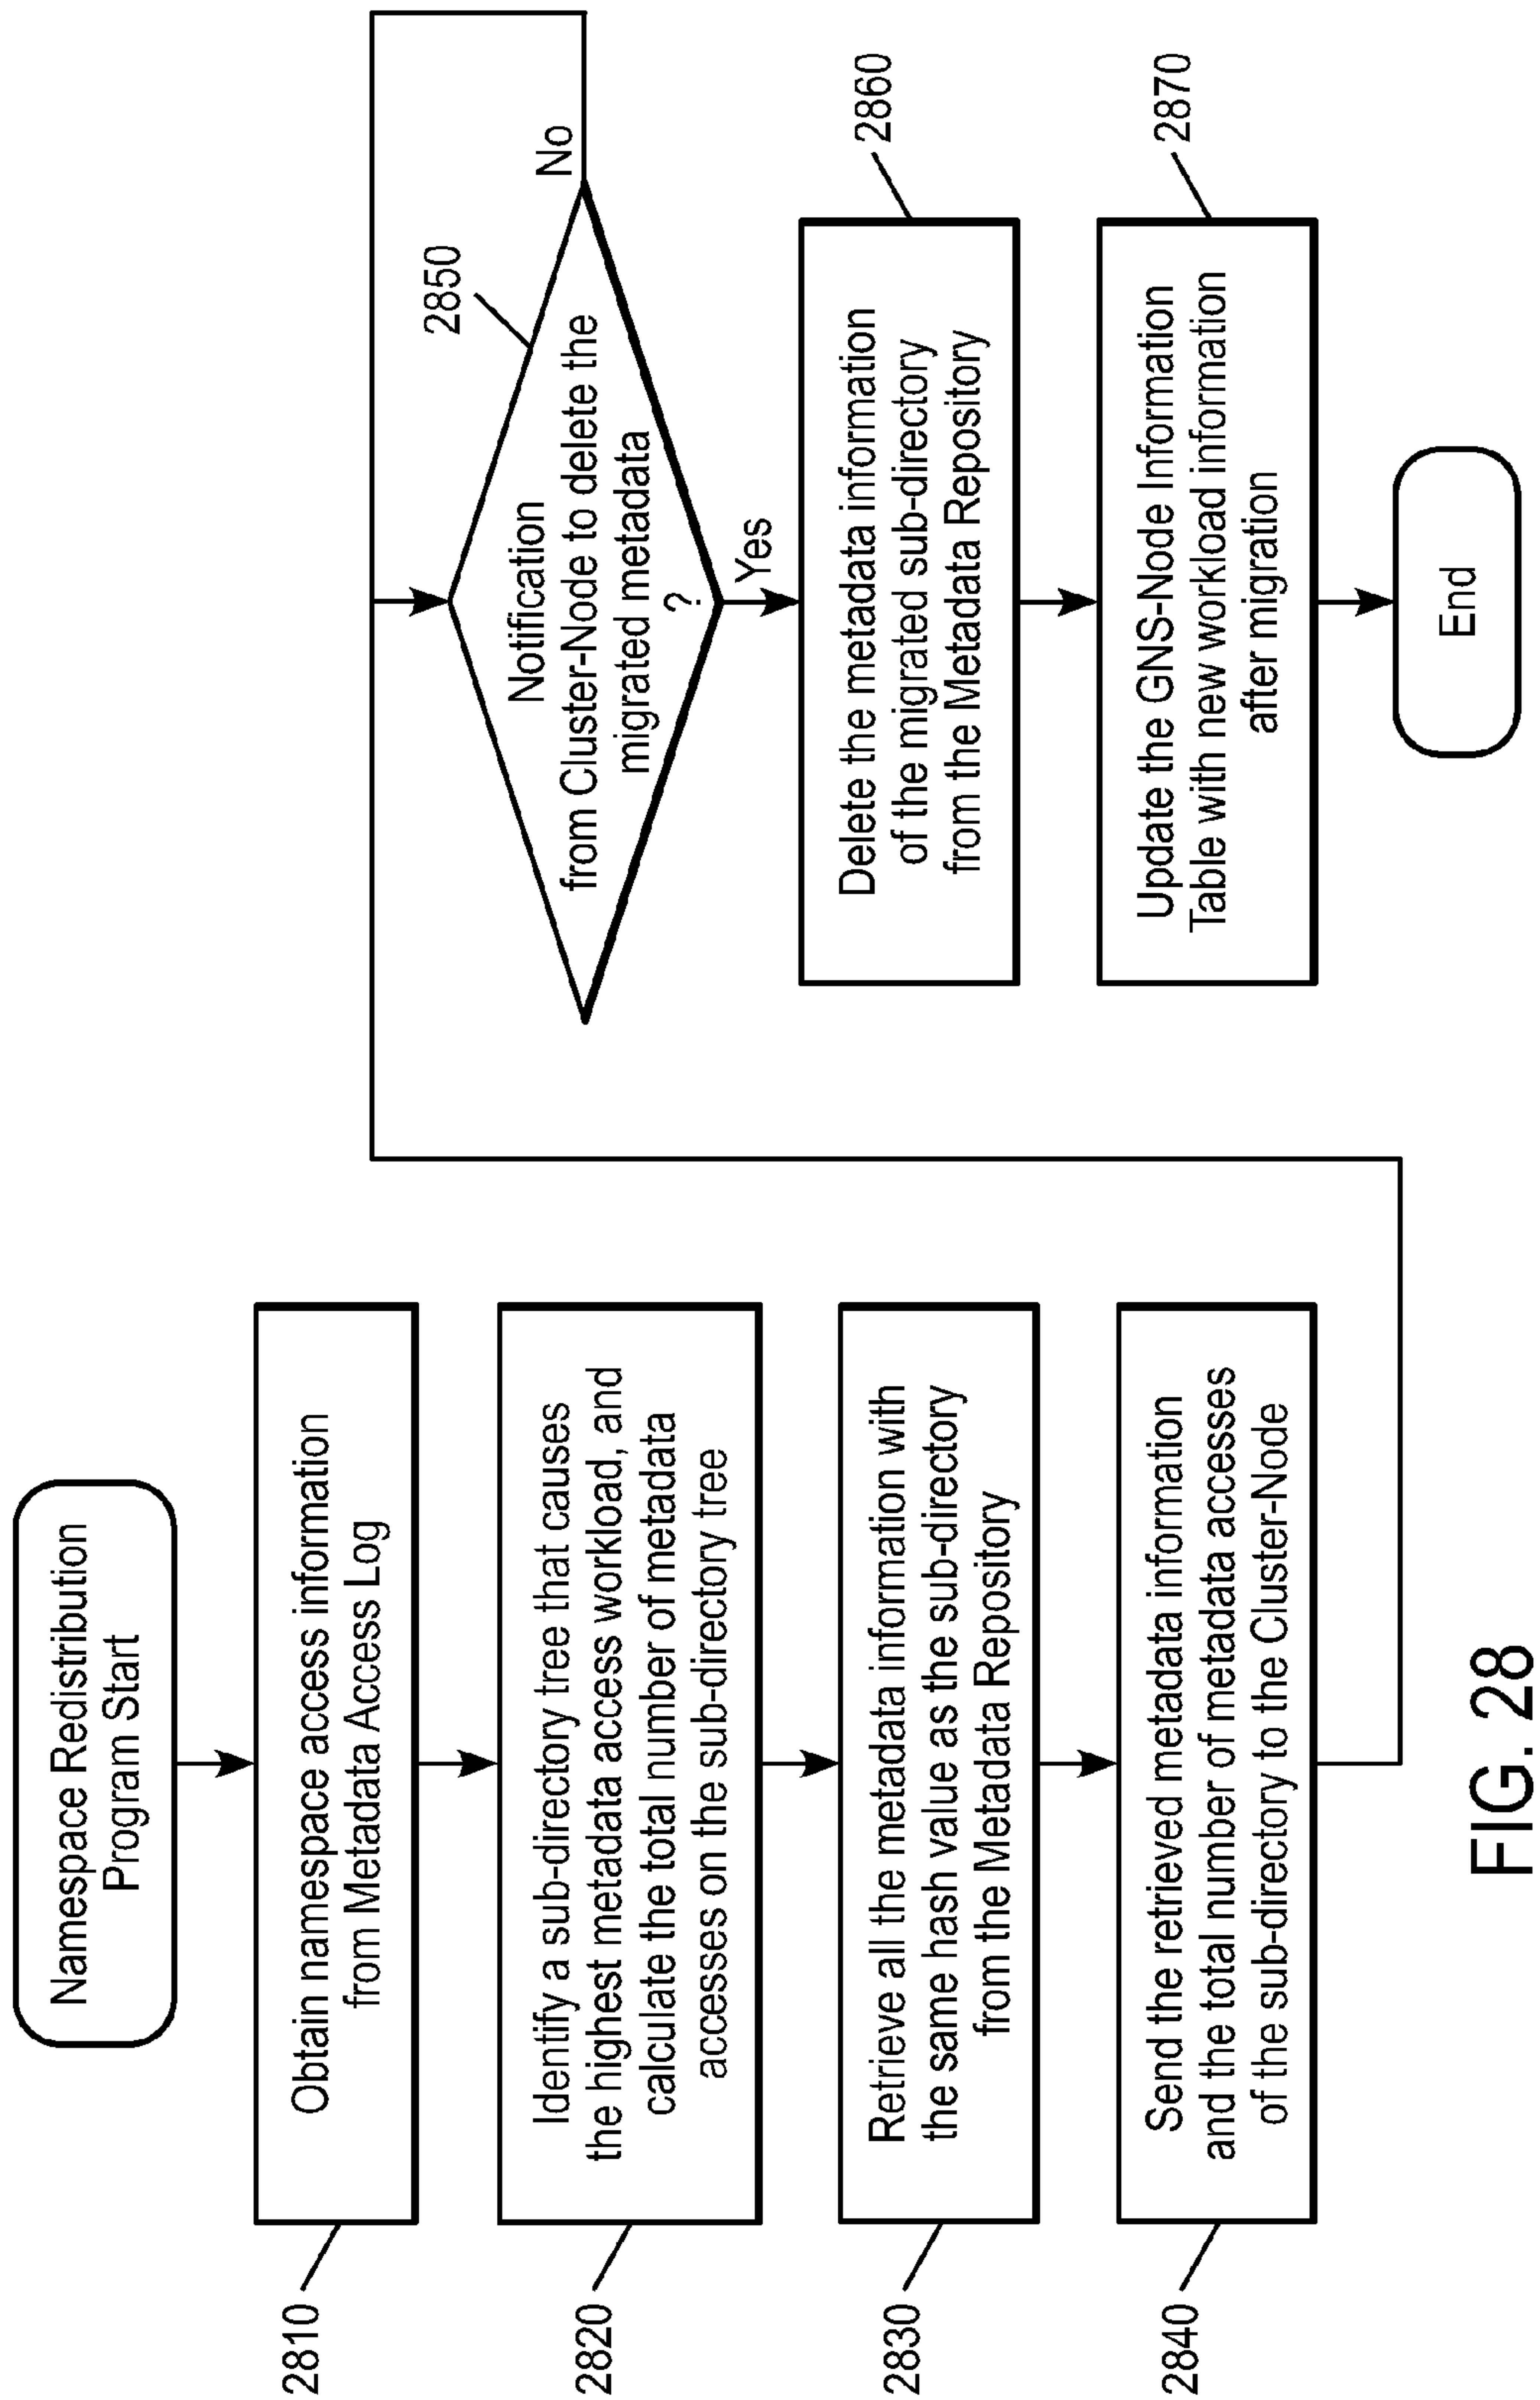 Namespace Redistribution
Program Start
2810
Obtain namespace access information
from Metadata Access Log
2820
Identify a sub-directory tree that causes
the highest metadata access workload, and
calculate the total number of metadata
accesses on the sub-directory tree
2830
Retrieve all the metadata information with
the same hash value as the sub-directory
from the Metadata Repository
2840
Send the retrieved metadata information
and the total number of metadata accesses
of the sub-directory to the Cluster-Node
2850
Notification
from Cluster-Node to delete the
migrated metadata
?
No
Yes
2860
Delete the metadata information
of the migrated sub-directory
from the Metadata Repository
2870
Update the GNS-Node Information
Table with new workload information
after migration
End
FIG. 28